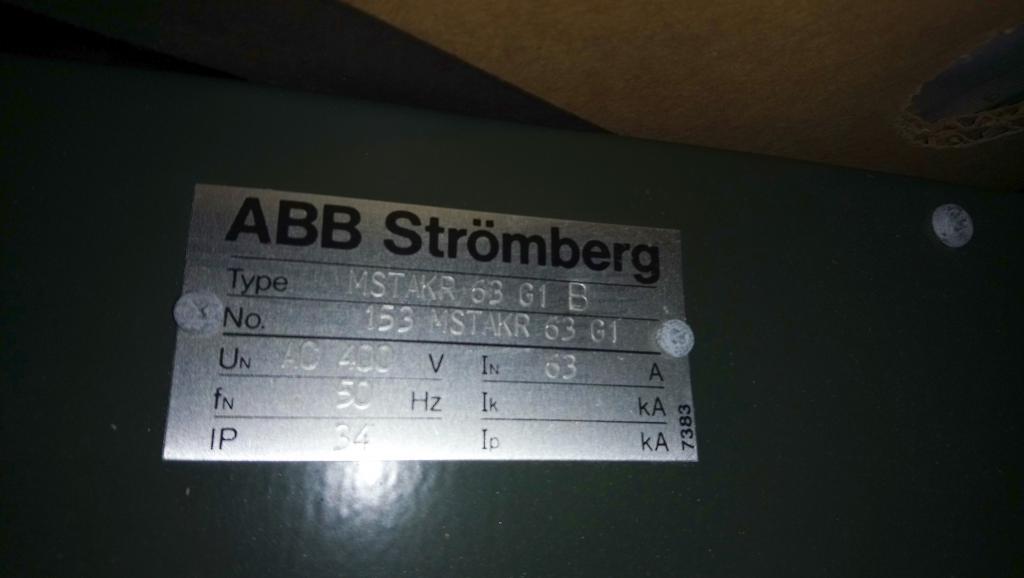 ABB Strömberg
Type MSTAKR 63 G1 B
No. 153 MSTAKR 63 G1
UN AC 400 V IN 63 A
fN 50 Hz Ik kA
IP 34 Ip kA
7383